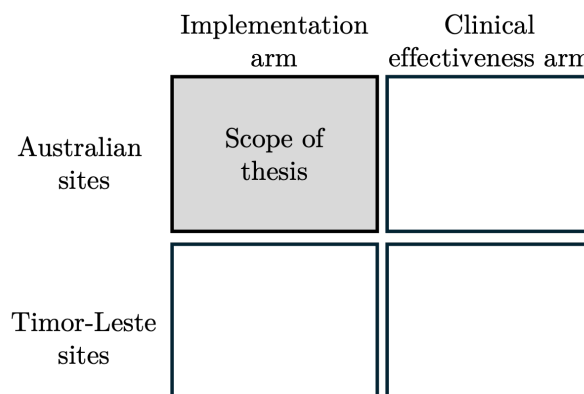 Implementation
arm
Clinical
effectiveness arm
Australian
sites
Scope of
thesis
Timor-Leste
sites